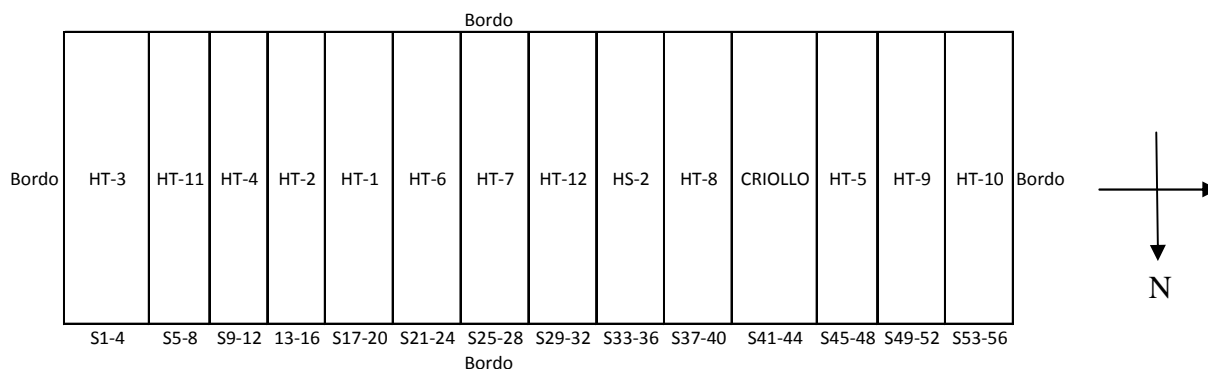 Bordo
Bordo HT-3 HT-11 HT-4 HT-2 HT-1 HT-6 HT-7 HT-12 HS-2 HT-8 CRIOLLO HT-5 HT-9 HT-10 Bordo
S1-4 S5-8 S9-12 13-16 S17-20 S21-24 S25-28 S29-32 S33-36 S37-40 S41-44 S45-48 S49-52 S53-56
Bordo
N